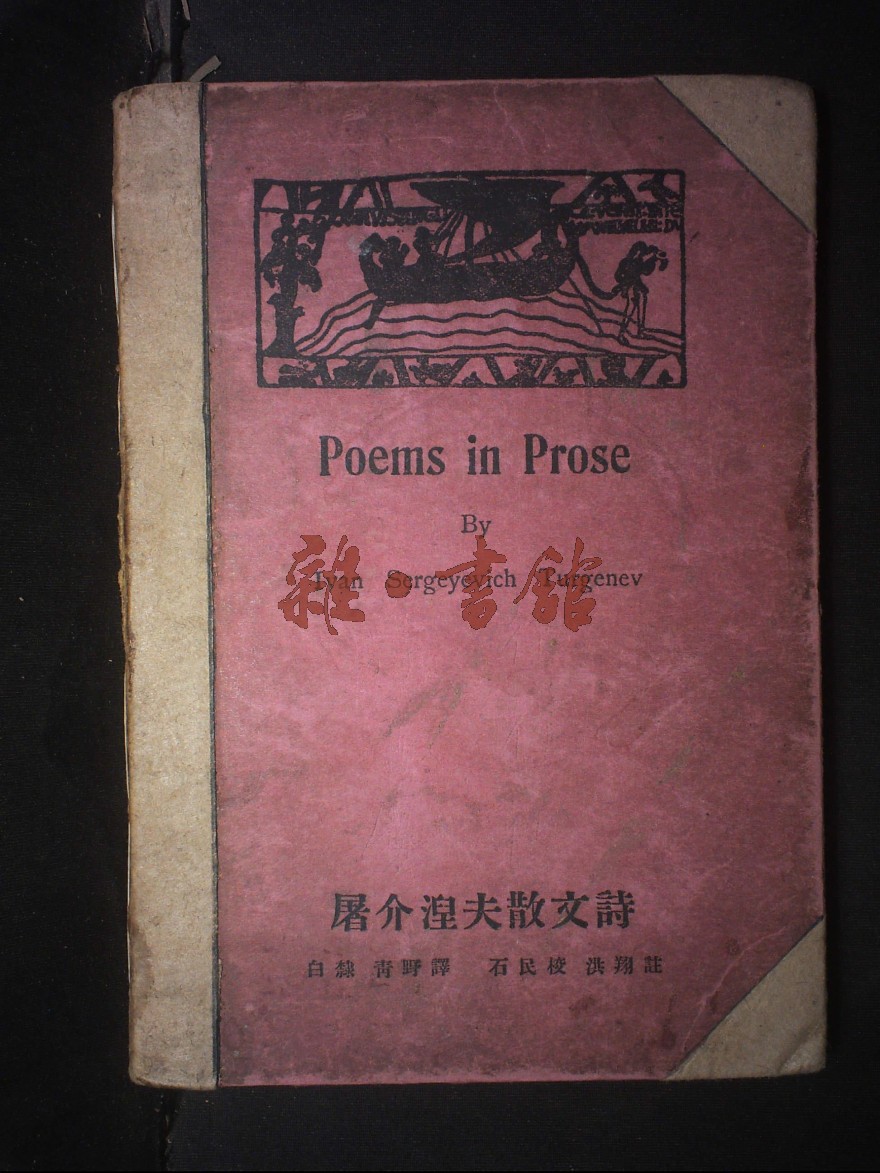 Poems in Prose
By
Ivan Sergeyevich Turgenev
雜·書館
屠介涅夫散文詩
白隸 青野譯 石民校 洪翔註